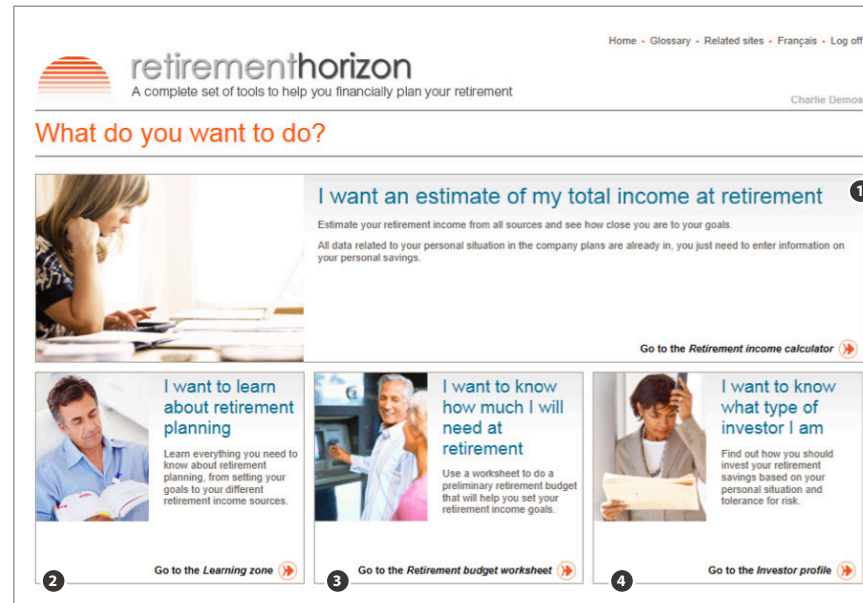 Home - Glossary - Related sites - Français - Log off
retirementhorizon
A complete set of tools to help you financially plan your retirement
Charlie Demos
What do you want to do?
I want an estimate of my total income at retirement
1
Estimate your retirement income from all sources and see how close you are to your goals.
All data related to your personal situation in the company plans are already in, you just need to enter information on
your personal savings.
Go to the Retirement income calculator
I want to learn
about retirement
planning
Learn everything you need to
know about retirement
planning, from setting your
goals to your different
retirement income sources.
2
Go to the Learning zone
I want to know
how much I will
need at
retirement
Use a worksheet to do a
preliminary retirement budget
that will help you set your
retirement income goals.
3
Go to the Retirement budget worksheet
I want to know
what type of
investor I am
Find out how you should
invest your retirement
savings based on your
personal situation and
tolerance for risk.
4
Go to the Investor profile